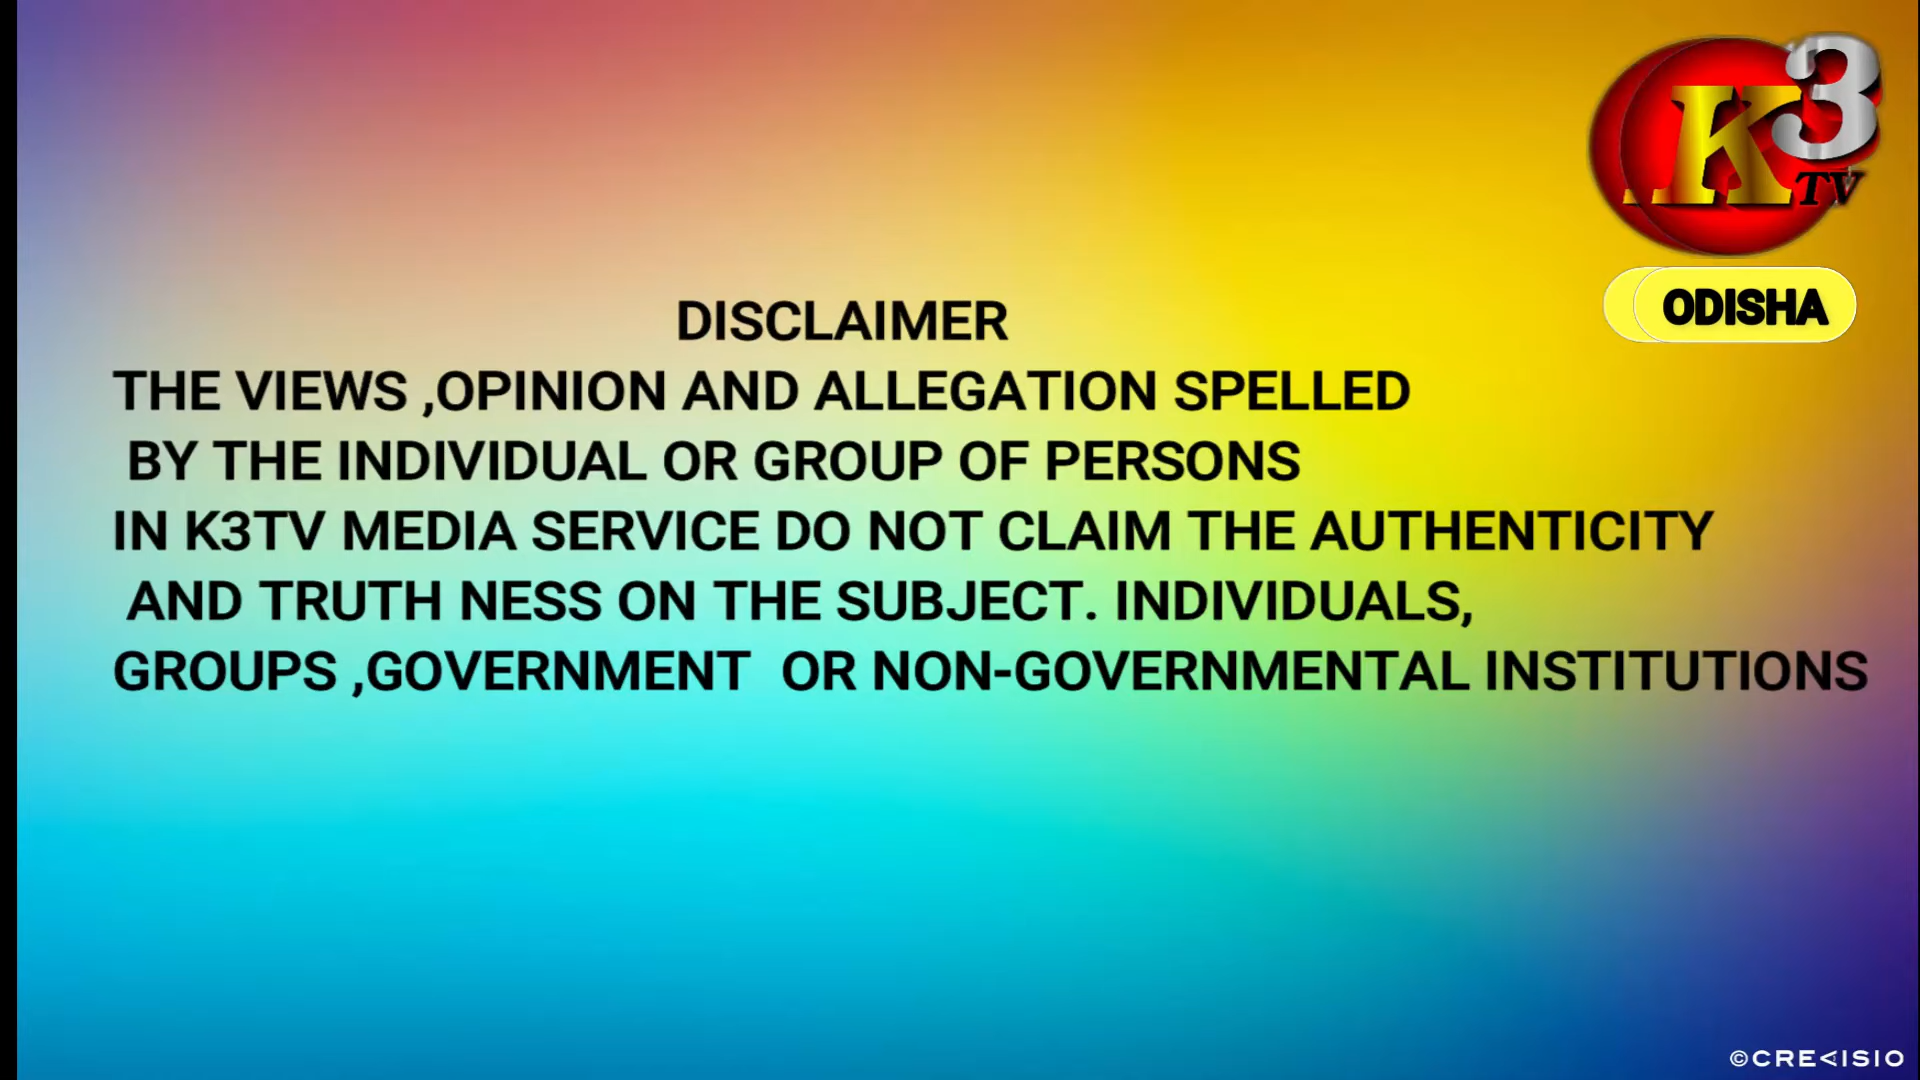 K3
TV
ODISHA
DISCLAIMER
THE VIEWS ,OPINION AND ALLEGATION SPELLED
BY THE INDIVIDUAL OR GROUP OF PERSONS
IN K3TV MEDIA SERVICE DO NOT CLAIM THE AUTHENTICITY
AND TRUTH NESS ON THE SUBJECT. INDIVIDUALS,
GROUPS ,GOVERNMENT  OR NON-GOVERNMENTAL INSTITUTIONS
©CREVISIO